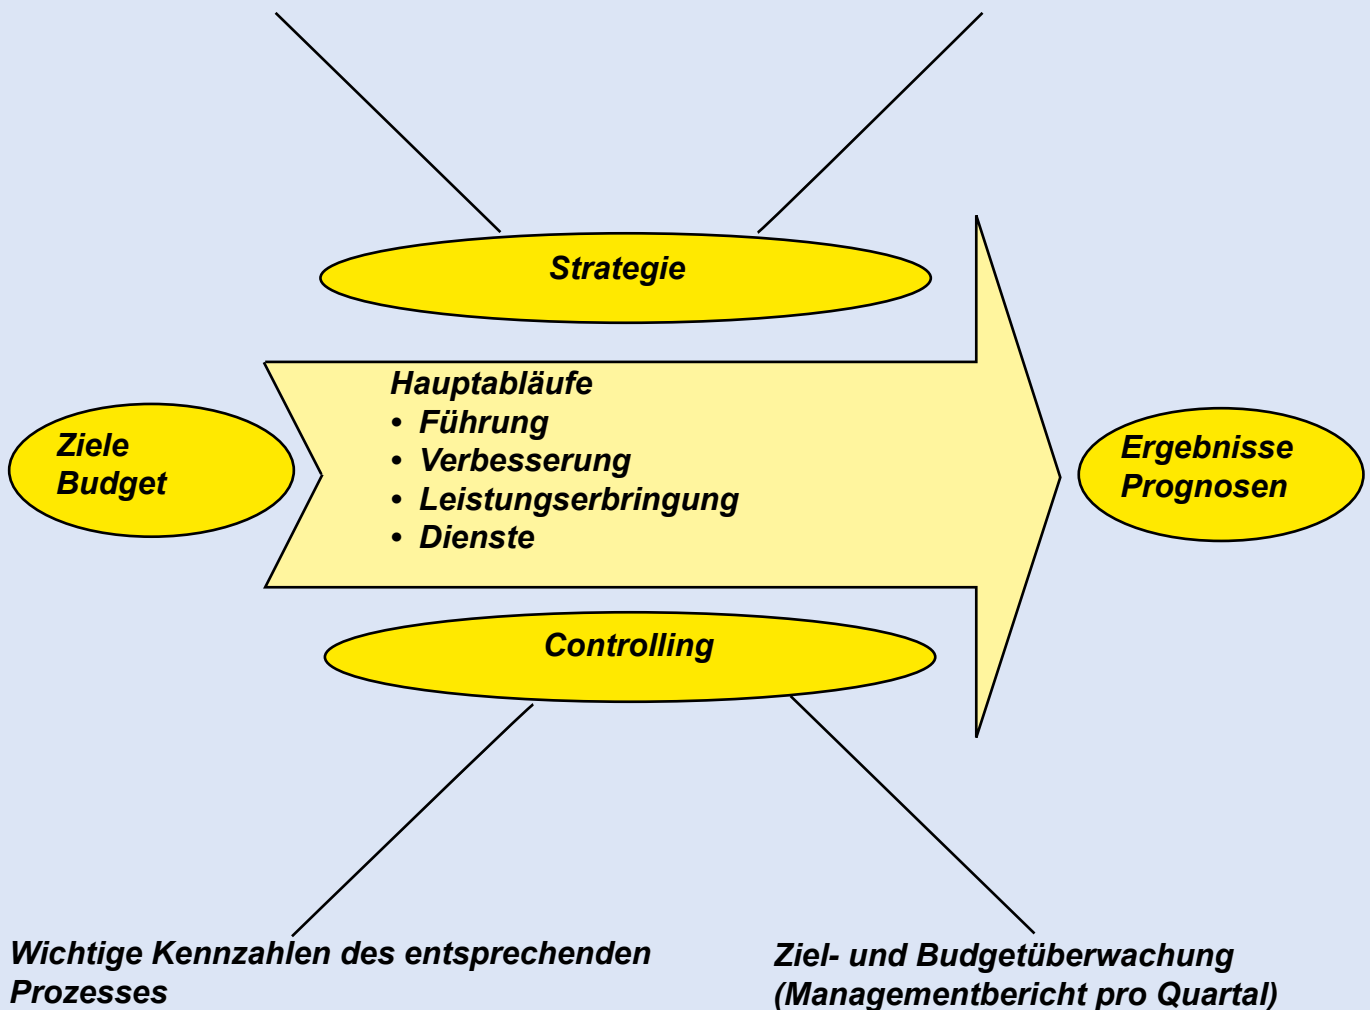 Strategie
Hauptabläufe
• Führung
• Verbesserung
• Leistungserbringung
• Dienste
Ziele
Budget
Ergebnisse
Prognosen
Controlling
Wichtige Kennzahlen des entsprechenden
Prozesses
Ziel- und Budgetüberwachung
(Managementbericht pro Quartal)